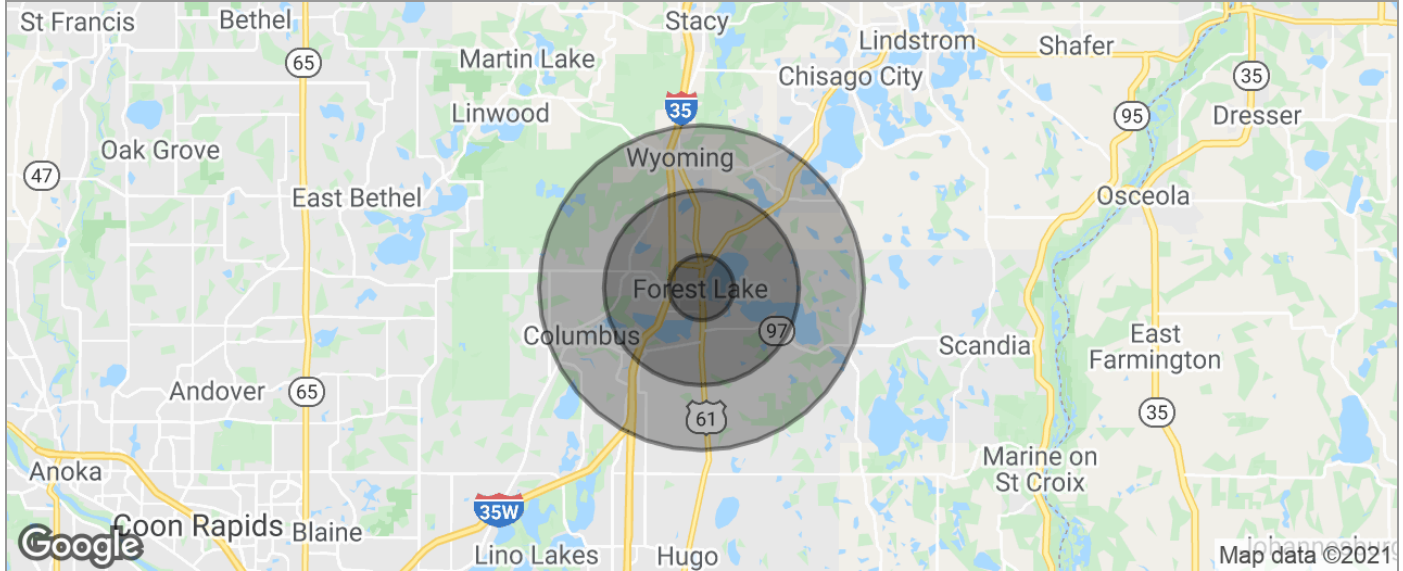 St Francis
Bethel
Stacy
Lindstrom
Shafer
65
Martin Lake
Chisago City
35
35
Linwood
95
Dresser
Oak Grove
Wyoming
47
East Bethel
Osceola
Forest Lake
Columbus
97
Scandia
East
Farmington
Andover
65
61
35
Anoka
Marine on
St Croix
35W
Coon Rapids
Blaine
Lino Lakes
Hugo
Google
Johannesburg
Map data ©2021